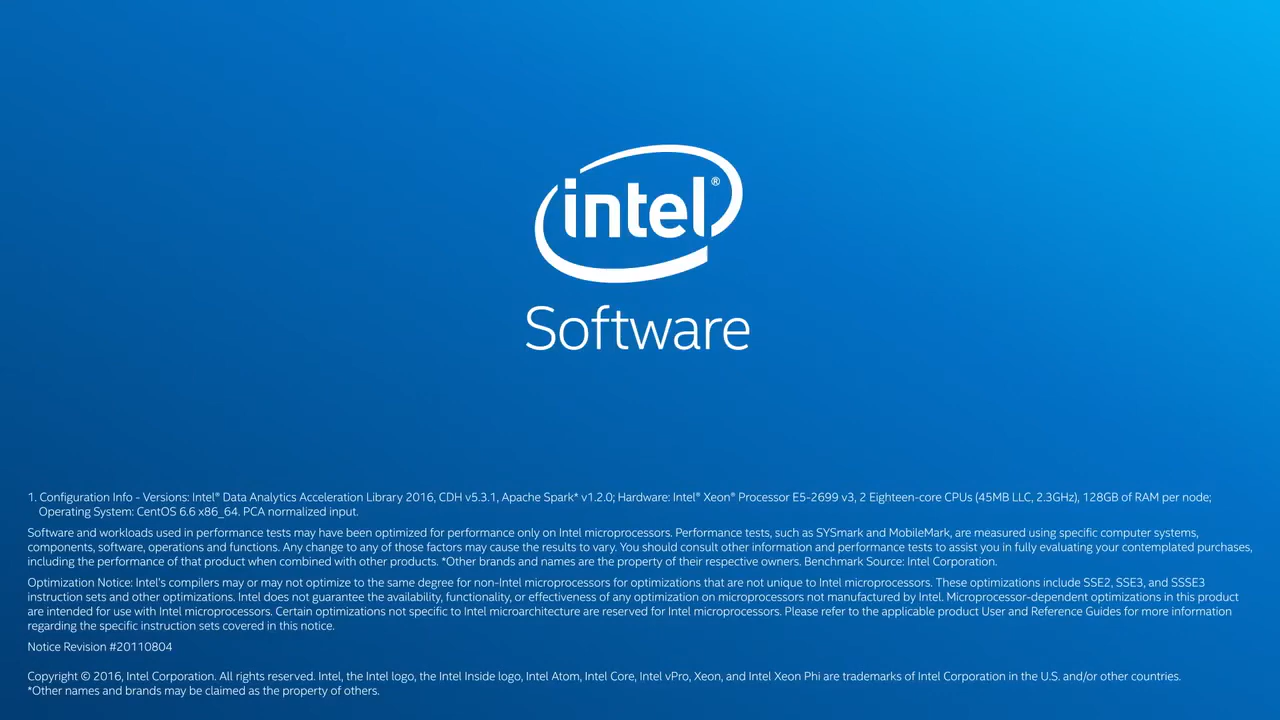 intel®
Software
1. Configuration Info - Versions: Intel® Data Analytics Acceleration Library 2016, CDH v5.3.1, Apache Spark* v1.2.0; Hardware: Intel® Xeon® Processor E5-2699 v3, 2 Eighteen-core CPUs (45MB LLC, 2.3GHz), 128GB of RAM per node;
Operating System: CentOS 6.6 x86_64. PCA normalized input.
Software and workloads used in performance tests may have been optimized for performance only on Intel microprocessors. Performance tests, such as SYSmark and MobileMark, are measured using specific computer systems,
components, software, operations and functions. Any change to any of those factors may cause the results to vary. You should consult other information and performance tests to assist you in fully evaluating your contemplated purchases,
including the performance of that product when combined with other products. *Other brands and names are the property of their respective owners. Benchmark Source: Intel Corporation.
Optimization Notice: Intel's compilers may or may not optimize to the same degree for non-Intel microprocessors for optimizations that are not unique to Intel microprocessors. These optimizations include SSE2, SSE3, and SSSE3
instruction sets and other optimizations. Intel does not guarantee the availability, functionality, or effectiveness of any optimization on microprocessors not manufactured by Intel. Microprocessor-dependent optimizations in this product
are intended for use with Intel microprocessors. Certain optimizations not specific to Intel microarchitecture are reserved for Intel microprocessors. Please refer to the applicable product User and Reference Guides for more information
regarding the specific instruction sets covered in this notice.
Notice Revision #20110804
Copyright © 2016, Intel Corporation. All rights reserved. Intel, the Intel logo, the Intel Inside logo, Intel Atom, Intel Core, Intel vPro, Xeon, and Intel Xeon Phi are trademarks of Intel Corporation in the U.S. and/or other countries.
*Other names and brands may be claimed as the property of others.